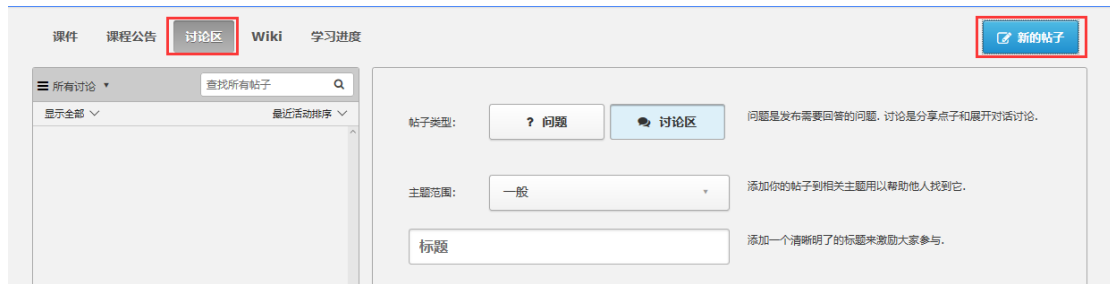 课件 课程公告 讨论区 Wiki 学习进度 新的帖子
所有讨论 查找所有帖子
显示全部 最近活动排序
帖子类型: ? 问题 讨论区 问题是发布需要回答的问题. 讨论是分享点子和展开对话讨论.
主题范围: 一般 添加你的帖子到相关主题用以帮助他人找到它.
标题 添加一个清晰明了的标题来激励大家参与.